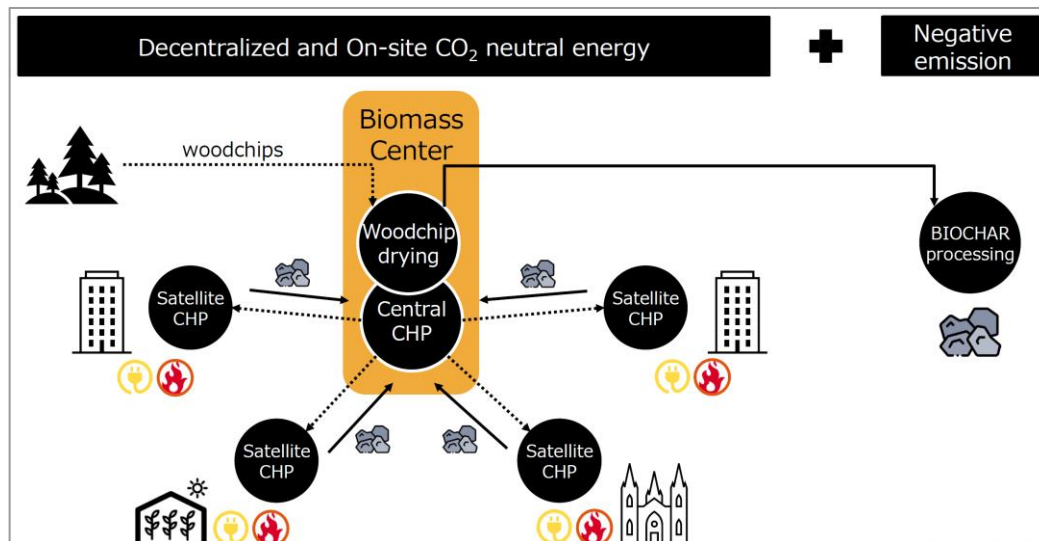 Decentralized and On-site CO₂ neutral energy
Negative
emission
Biomass
Center
woodchips
Woodchip
drying
BIOCHAR
processing
Satellite
CHP
Central
CHP
Satellite
CHP
Satellite
CHP
Satellite
CHP